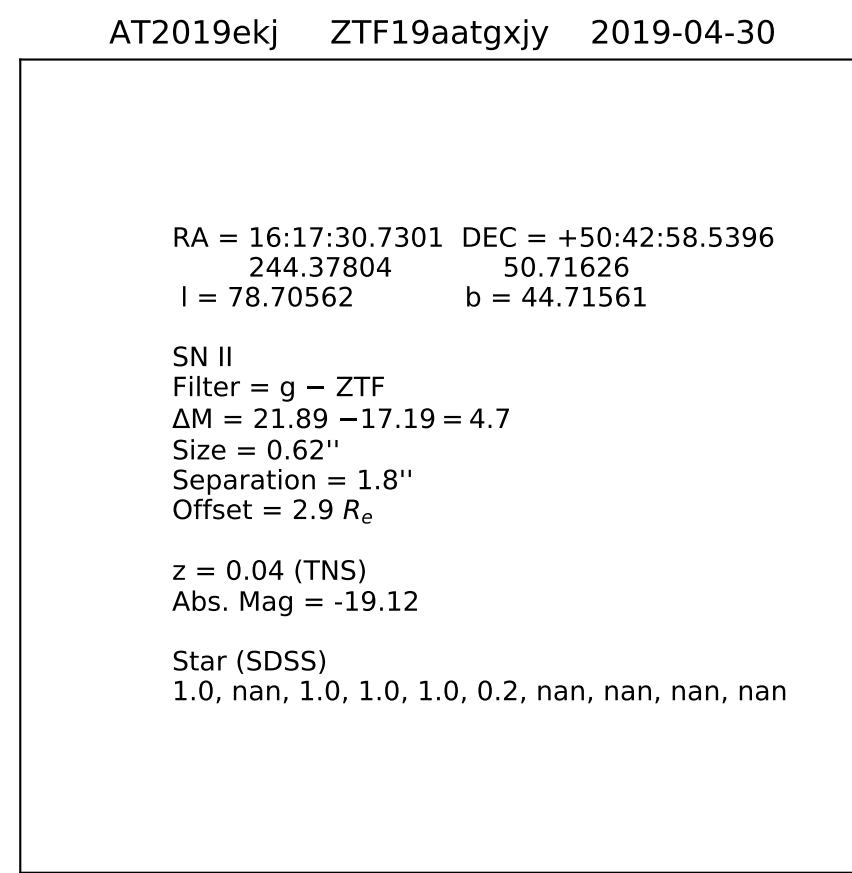 AT2019ekj ZTF19aatgxjy 2019-04-30
RA = 16:17:30.7301 DEC = +50:42:58.5396
244.37804 50.71626
l = 78.70562 b = 44.71561
SN II
Filter = g − ZTF
ΔM = 21.89 −17.19 = 4.7
Size = 0.62''
Separation = 1.8''
Offset = 2.9 Re
z = 0.04 (TNS)
Abs. Mag = -19.12
Star (SDSS)
1.0, nan, 1.0, 1.0, 1.0, 0.2, nan, nan, nan, nan